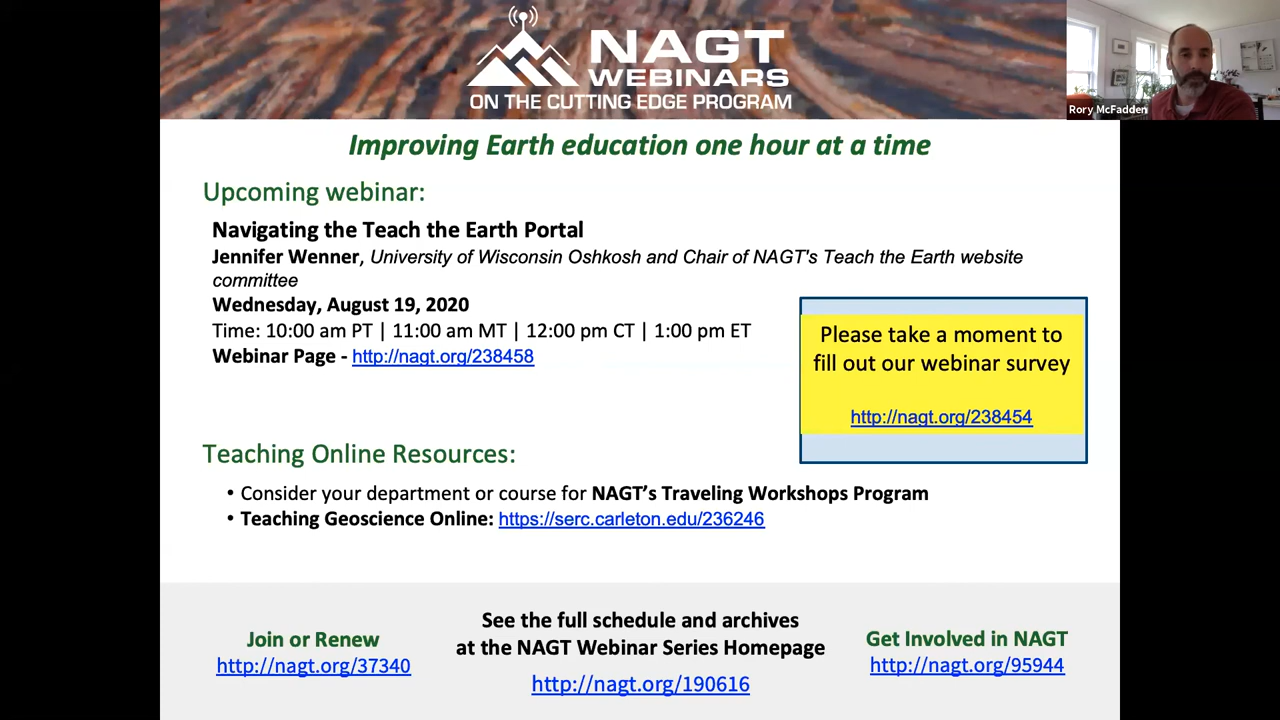 NAGT
WEBINARS
ON THE CUTTING EDGE PROGRAM
Rory McFadden
Improving Earth education one hour at a time
Upcoming webinar:
Navigating the Teach the Earth Portal
Jennifer Wenner, University of Wisconsin Oshkosh and Chair of NAGT's Teach the Earth website
committee
Wednesday, August 19, 2020
Time: 10:00 am PT | 11:00 am MT | 12:00 pm CT | 1:00 pm ET
Webinar Page - http://nagt.org/238458
Please take a moment to
fill out our webinar survey
http://nagt.org/238454
Teaching Online Resources:
• Consider your department or course for NAGT’s Traveling Workshops Program
• Teaching Geoscience Online: https://serc.carleton.edu/236246
Join or Renew
http://nagt.org/37340
See the full schedule and archives
at the NAGT Webinar Series Homepage
http://nagt.org/190616
Get Involved in NAGT
http://nagt.org/95944